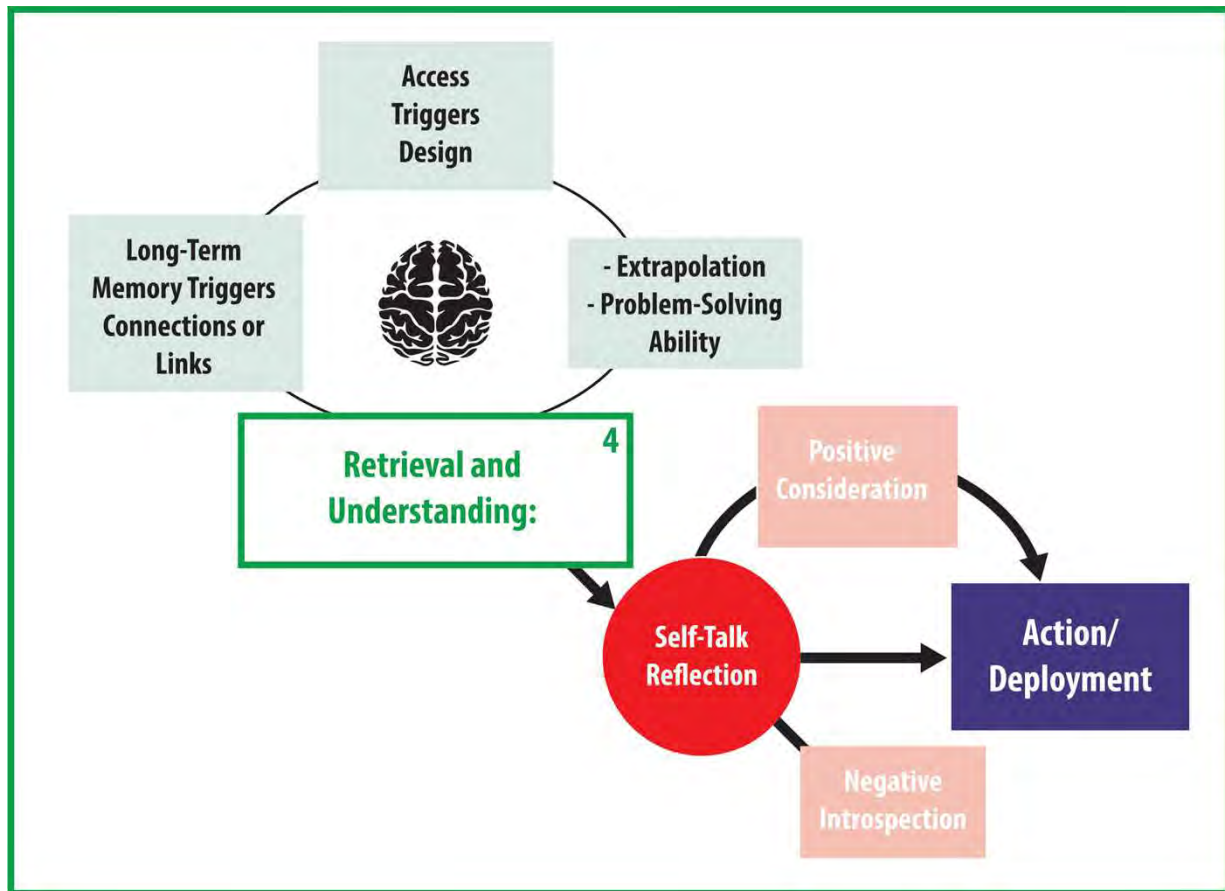 Access
Triggers
Design
Long-Term
Memory Triggers
Connections or
Links
- Extrapolation
- Problem-Solving
Ability
4
Retrieval and
Understanding:
Positive
Consideration
Self-Talk
Reflection
Action/
Deployment
Negative
Introspection